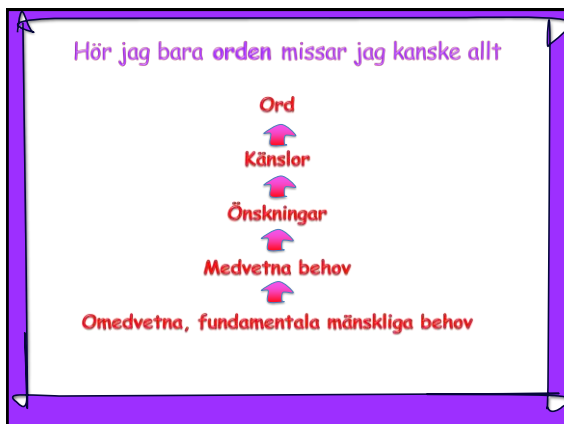 Hör jag bara orden missar jag kanske allt
Ord
Känslor
Önskningar
Medvetna behov
Omedvetna, fundamentala mänskliga behov